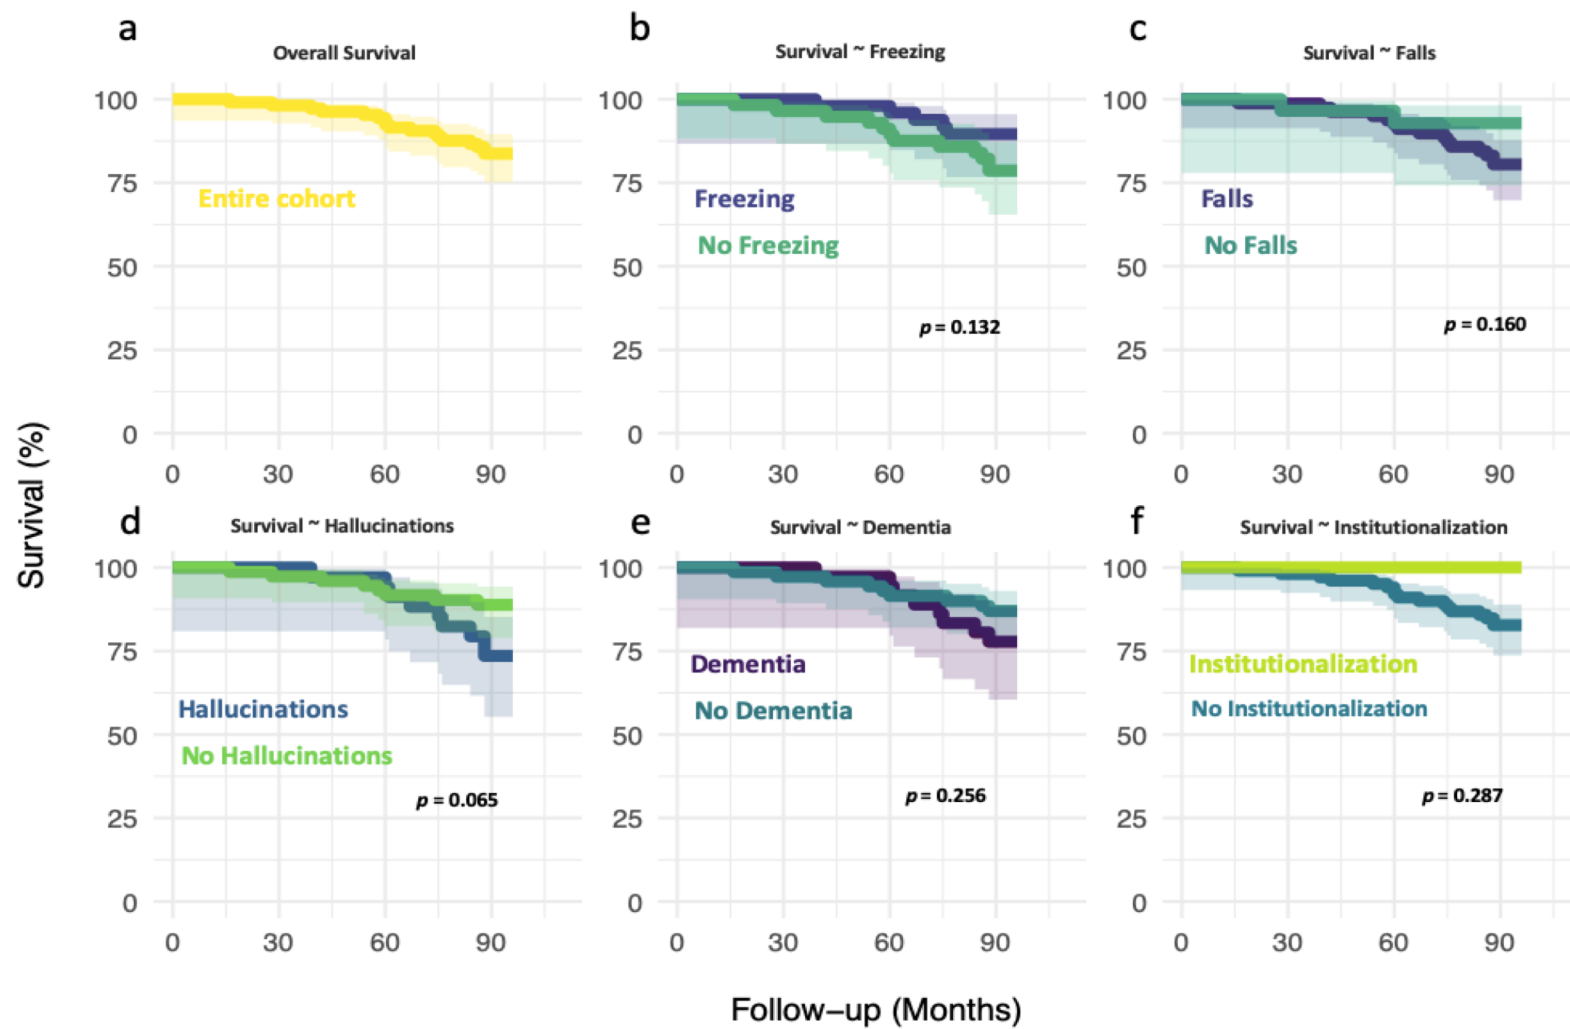 a
Overall Survival
100
75
50
25
0
Entire cohort
0 30 60 90
b
Survival ~ Freezing
100
75
50
25
0
Freezing
No Freezing
p = 0.132
0 30 60 90
c
Survival ~ Falls
100
75
50
25
0
Falls
No Falls
p = 0.160
0 30 60 90
Survival (%)
d
Survival ~ Hallucinations
100
75
50
25
0
Hallucinations
No Hallucinations
p = 0.065
0 30 60 90
e
Survival ~ Dementia
100
75
50
25
0
Dementia
No Dementia
p = 0.256
0 30 60 90
f
Survival ~ Institutionalization
100
75
50
25
0
Institutionalization
No Institutionalization
p = 0.287
0 30 60 90
Follow−up (Months)